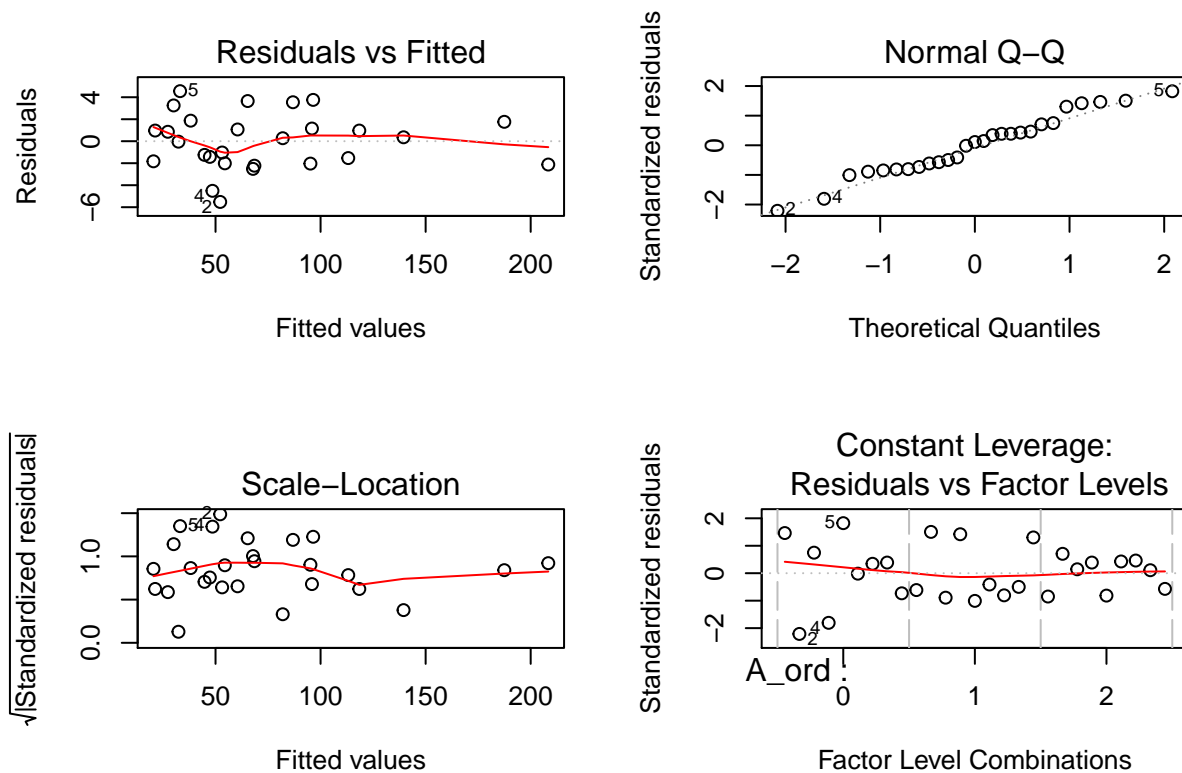 Residuals vs Fitted
Residuals
4
0
−6
5
4
2
50 100 150 200
Fitted values
Normal Q−Q
Standardized residuals
2
0
−2
5
2
4
−2 −1 0 1 2
Theoretical Quantiles
Scale−Location
√|Standardized residuals|
1.0
0.0
2
5
4
50 100 150 200
Fitted values
Constant Leverage:
Residuals vs Factor Levels
Standardized residuals
2
0
−2
5
4
2
A_ord :
0 1 2
Factor Level Combinations